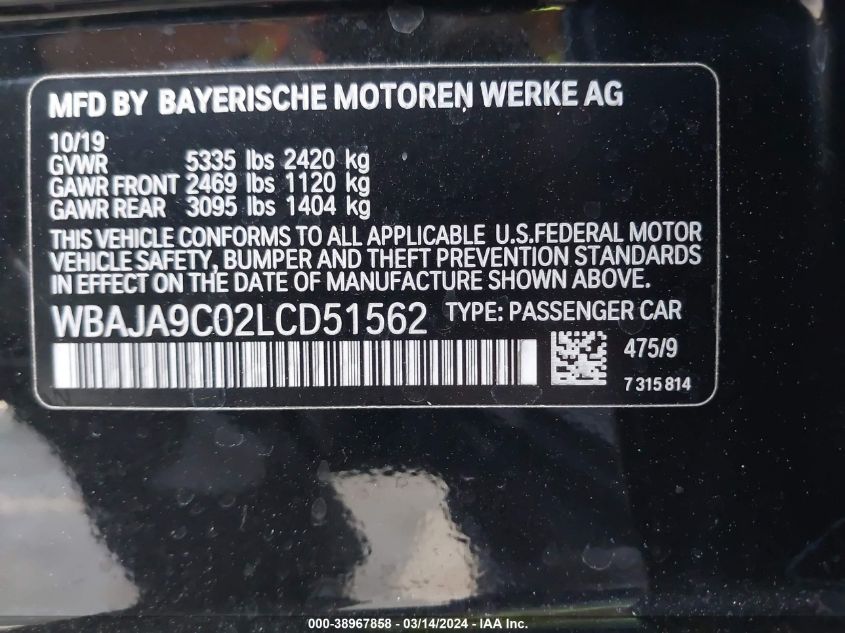 MFD BY BAYERISCHE MOTOREN WERKE AG
10/19
GVWR 5335 lbs 2420 kg
GAWR FRONT 2469 lbs 1120 kg
GAWR REAR 3095 lbs 1404 kg
THIS VEHICLE CONFORMS TO ALL APPLICABLE U.S.FEDERAL MOTOR
VEHICLE SAFETY, BUMPER AND THEFT PREVENTION STANDARDS
IN EFFECT ON THE DATE OF MANUFACTURE SHOWN ABOVE.
WBAJA9C02LCD51562 TYPE: PASSENGER CAR
475/9
7 315 814
000-38967858 - 03/14/2024 - IAA, Inc.